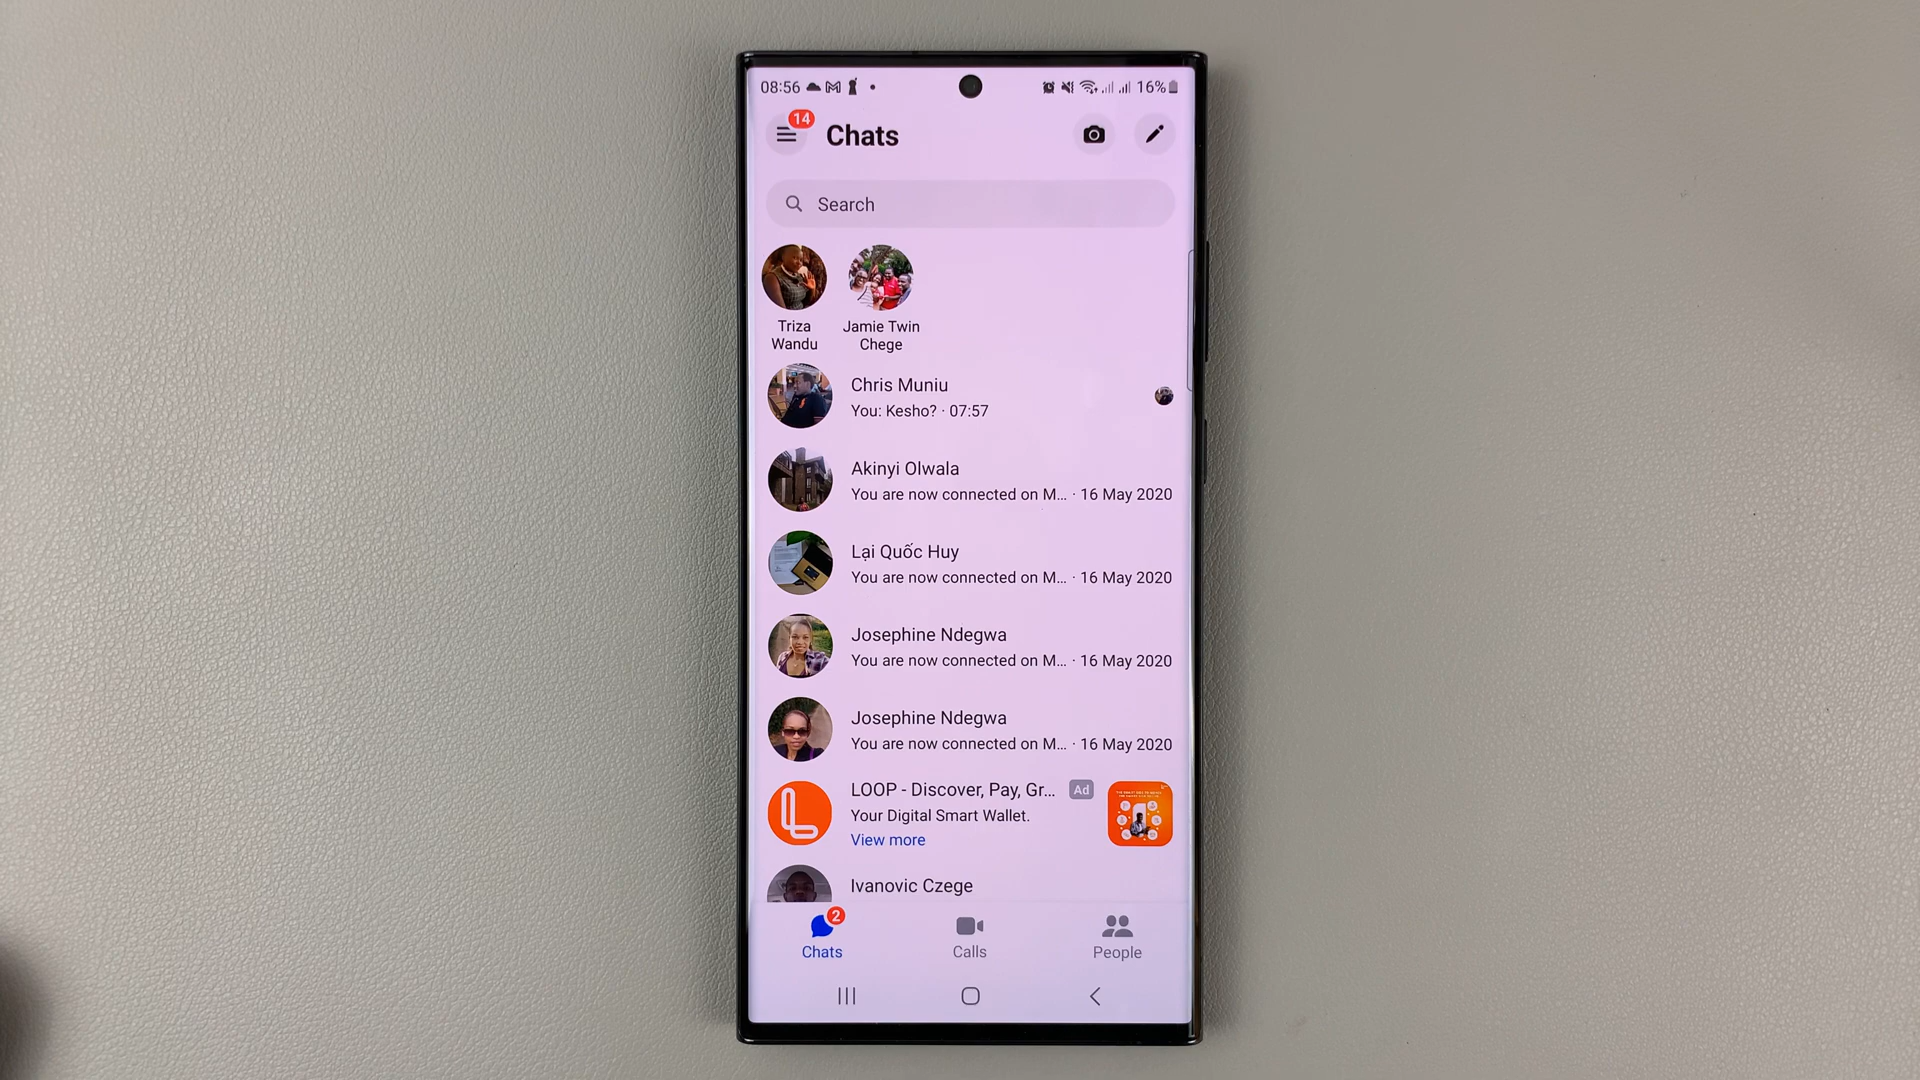 08:56
16%
14
Chats
Search
Triza
Wandu
Jamie Twin
Chege
Chris Muniu
You: Kesho? · 07:57
Akinyi Olwala
You are now connected on M... · 16 May 2020
Lại Quốc Huy
You are now connected on M... · 16 May 2020
Josephine Ndegwa
You are now connected on M... · 16 May 2020
Josephine Ndegwa
You are now connected on M... · 16 May 2020
LOOP - Discover, Pay, Gr...
Ad
Your Digital Smart Wallet.
View more
Ivanovic Czege
2
Chats
Calls
People